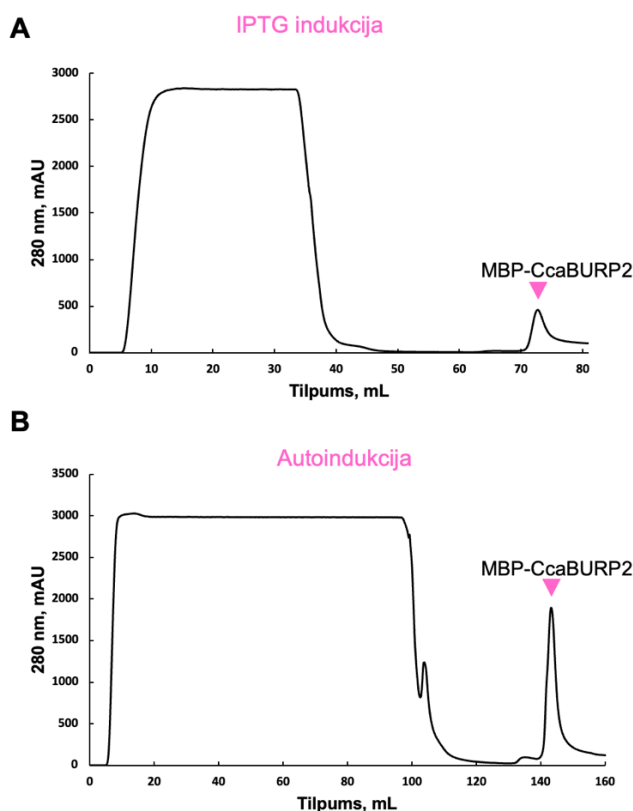 A
IPTG indukcija
3000
2500
2000
1500
1000
500
0
280 nm, mAU
MBP-CcaBURP2
0 10 20 30 40 50 60 70 80
Tilpums, mL
B
Autoindukcija
3500
3000
2500
2000
1500
1000
500
0
280 nm, mAU
MBP-CcaBURP2
0 20 40 60 80 100 120 140 160
Tilpums, mL